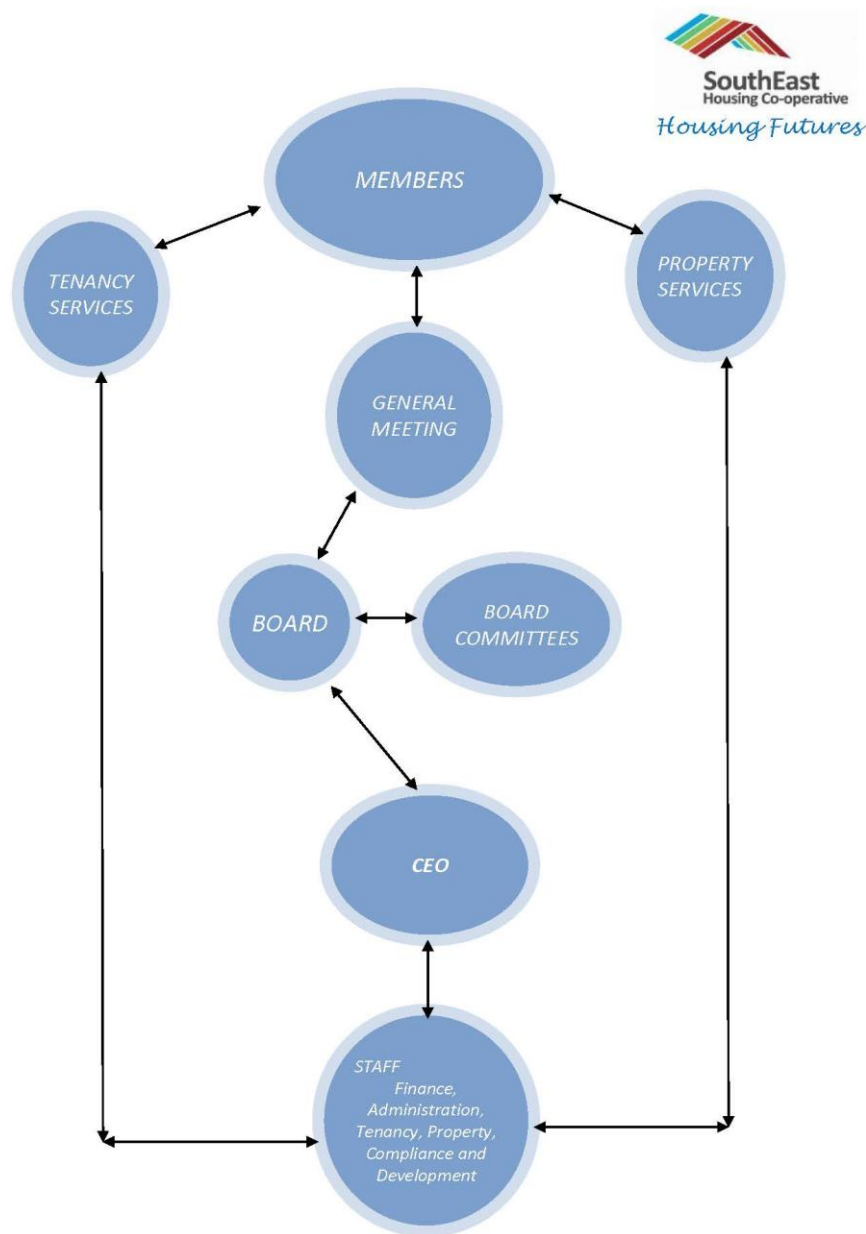 SouthEast
Housing Co-operative
Housing Futures
MEMBERS
TENANCY
SERVICES
PROPERTY
SERVICES
GENERAL
MEETING
BOARD
BOARD
COMMITTEES
CEO
STAFF
Finance,
Administration,
Tenancy, Property,
Compliance and
Development